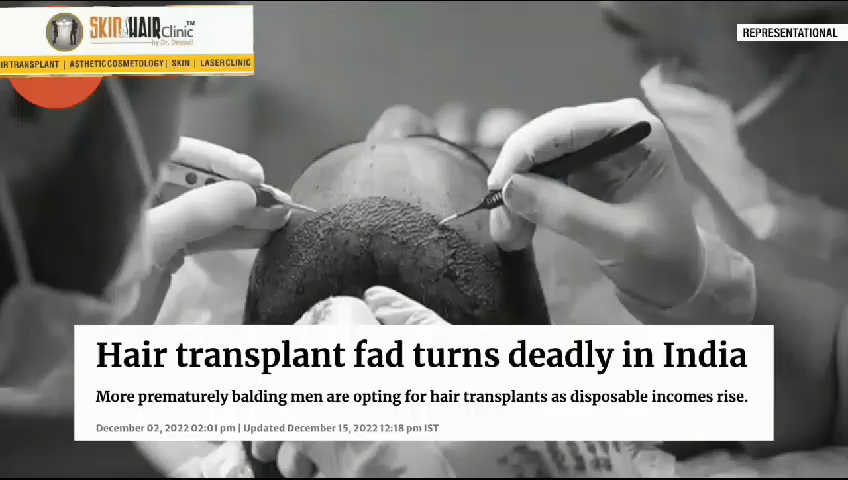 SKIN & HAIR Clinic™
by Dr. Deepali
IRTRANSPLANT | ASTHETICCOSMETOLOGY | SKIN | LASERCLINIC
REPRESENTATIONAL
Hair transplant fad turns deadly in India
More prematurely balding men are opting for hair transplants as disposable incomes rise.
December 02, 2022 02:01 pm | Updated December 15, 2022 12:18 pm IST